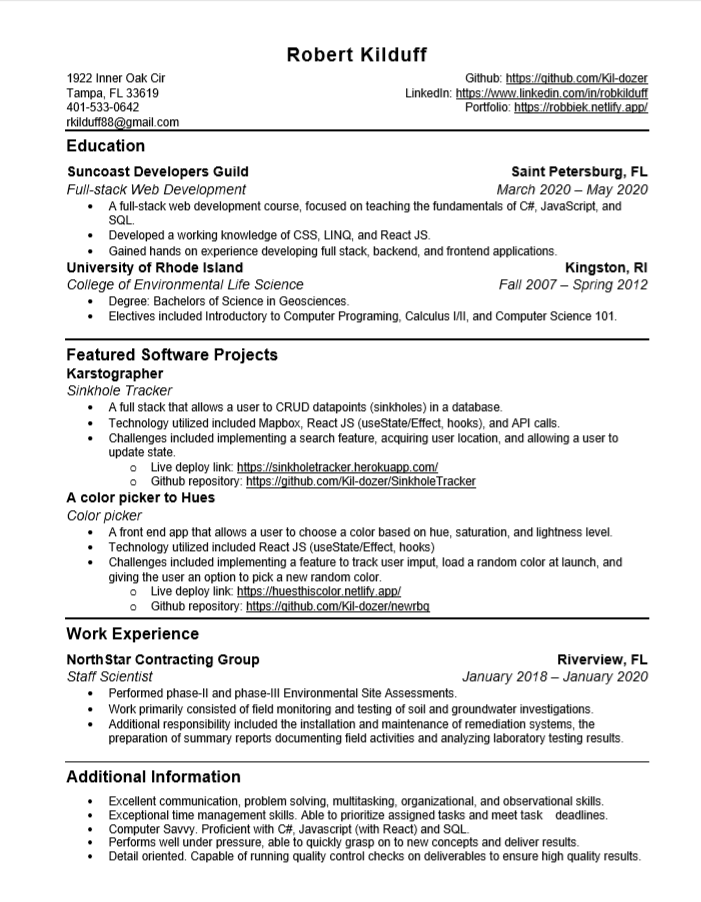 Robert Kilduff
1922 Inner Oak Cir
Github: https://github.com/Kil-dozer
Tampa, FL 33619
LinkedIn: https://www.linkedin.com/in/robkilduff
401-533-0642
Portfolio: https://robbiek.netlify.app/
rkilduff88@gmail.com
Education
Suncoast Developers Guild Saint Petersburg, FL
Full-stack Web Development March 2020 – May 2020
• A full-stack web development course, focused on teaching the fundamentals of C#, JavaScript, and
SQL.
• Developed a working knowledge of CSS, LINQ, and React JS.
• Gained hands on experience developing full stack, backend, and frontend applications.
University of Rhode Island Kingston, RI
College of Environmental Life Science Fall 2007 – Spring 2012
• Degree: Bachelors of Science in Geosciences.
• Electives included Introductory to Computer Programing, Calculus I/II, and Computer Science 101.
Featured Software Projects
Karstographer
Sinkhole Tracker
• A full stack that allows a user to CRUD datapoints (sinkholes) in a database.
• Technology utilized included Mapbox, React JS (useState/Effect, hooks), and API calls.
• Challenges included implementing a search feature, acquiring user location, and allowing a user to
update state.
o Live deploy link: https://sinkholetracker.herokuapp.com/
o Github repository: https://github.com/Kil-dozer/SinkholeTracker
A color picker to Hues
Color picker
• A front end app that allows a user to choose a color based on hue, saturation, and lightness level.
• Technology utilized included React JS (useState/Effect, hooks)
• Challenges included implementing a feature to track user imput, load a random color at launch, and
giving the user an option to pick a new random color.
o Live deploy link: https://huesthiscolor.netlify.app/
o Github repository: https://github.com/Kil-dozer/newrbg
Work Experience
NorthStar Contracting Group Riverview, FL
Staff Scientist January 2018 – January 2020
• Performed phase-II and phase-III Environmental Site Assessments.
• Work primarily consisted of field monitoring and testing of soil and groundwater investigations.
• Additional responsibility included the installation and maintenance of remediation systems, the
preparation of summary reports documenting field activities and analyzing laboratory testing results.
Additional Information
• Excellent communication, problem solving, multitasking, organizational, and observational skills.
• Exceptional time management skills. Able to prioritize assigned tasks and meet task deadlines.
• Computer Savvy. Proficient with C#, Javascript (with React) and SQL.
• Performs well under pressure, able to quickly grasp on to new concepts and deliver results.
• Detail oriented. Capable of running quality control checks on deliverables to ensure high quality results.